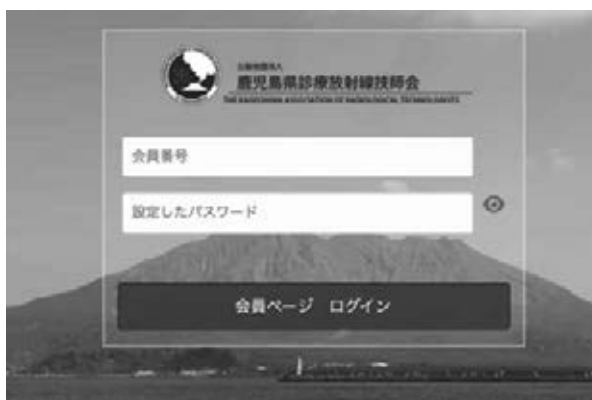 公益社団法人
鹿児島県診療放射線技師会
THE KAGOSHIMA ASSOCIATION OF RADIOLOGICAL TECHNOLOGISTS
会員番号
設定したパスワード
会員ページ ログイン